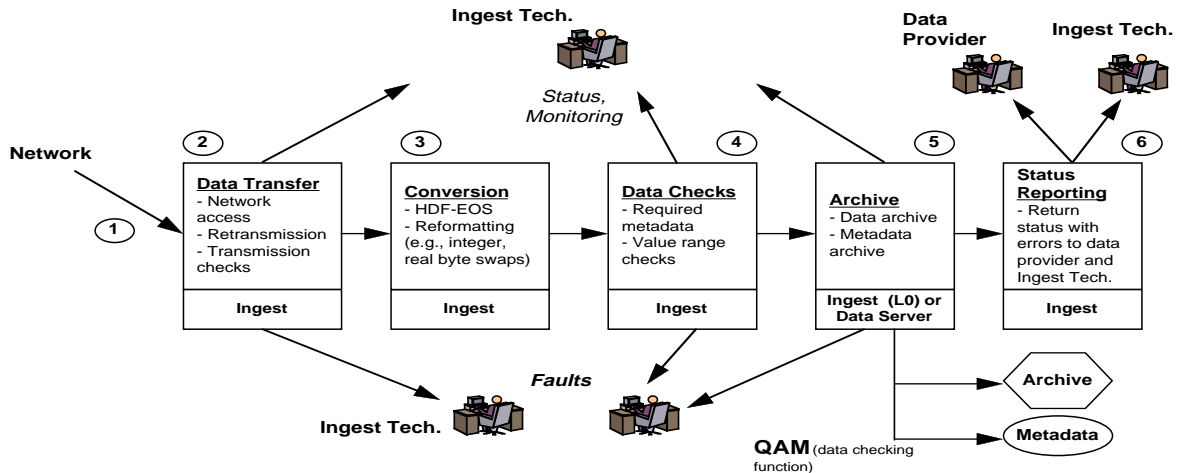 Ingest Tech.
Data
Provider
Ingest Tech.
Status,
Monitoring
Network
1
2
Data Transfer
- Network
access
- Retransmission
- Transmission
checks
Ingest
3
Conversion
- HDF-EOS
- Reformatting
(e.g., integer,
real byte swaps)
Ingest
4
Data Checks
- Required
metadata
- Value range
checks
Ingest
5
Archive
- Data archive
- Metadata
archive
Ingest (L0) or
Data Server
6
Status
Reporting
- Return
status with
errors to data
provider and
Ingest Tech.
Ingest
Faults
Ingest Tech.
Archive
Metadata
QAM (data checking
function)